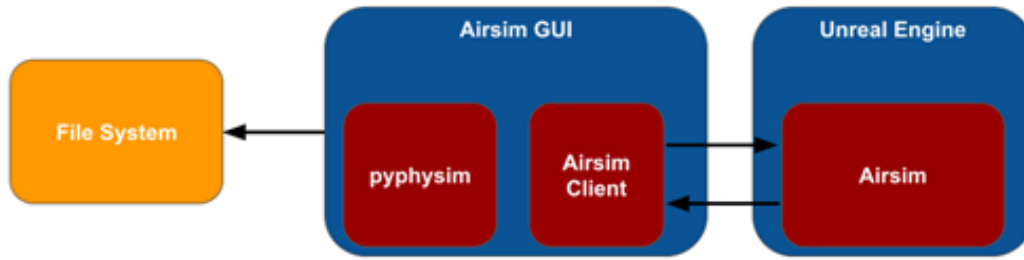 Airsim GUI
Unreal Engine
File System
pyphysim
Airsim
Client
Airsim